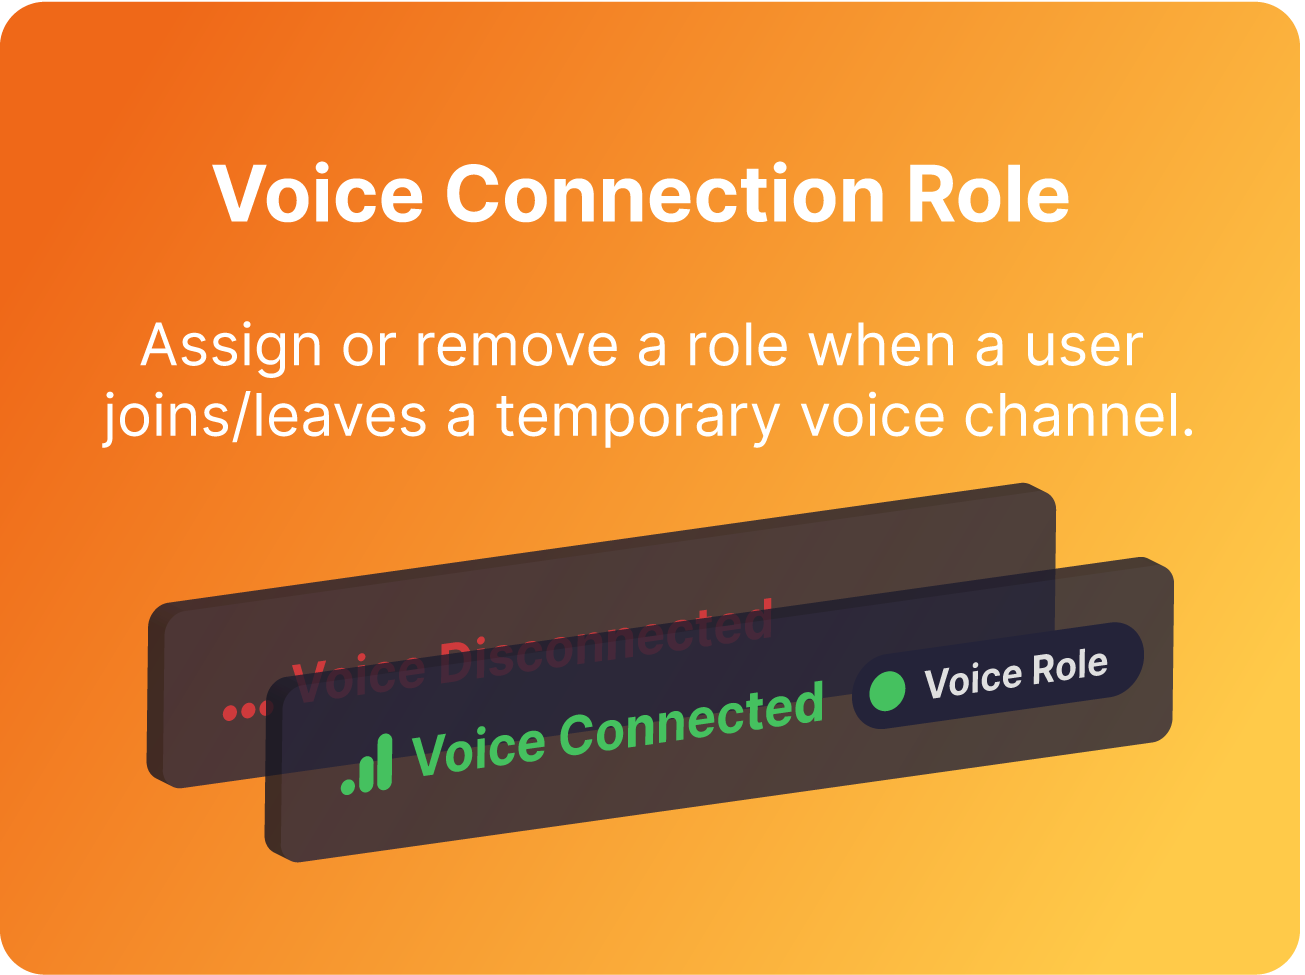 Voice Connection Role
Assign or remove a role when a user
joins/leaves a temporary voice channel.
Voice Disconnected
Voice Connected
Voice Role